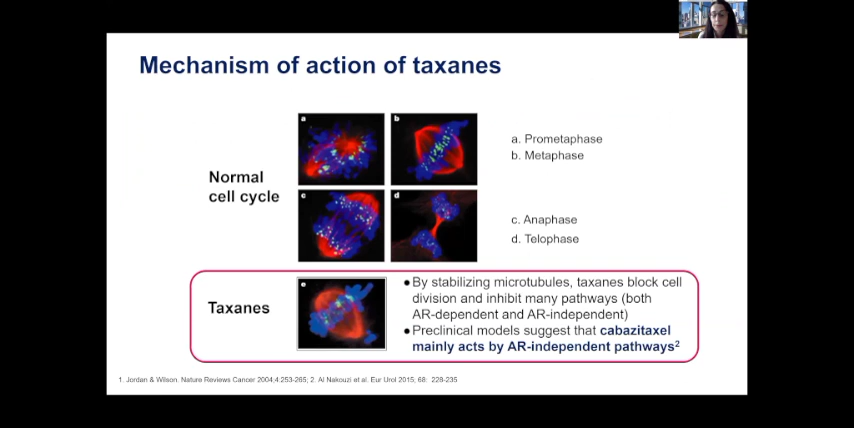 Mechanism of action of taxanes
a
b
a. Prometaphase
b. Metaphase
Normal
cell cycle
c
d
c. Anaphase
d. Telophase
Taxanes
e
● By stabilizing microtubules, taxanes block cell
division and inhibit many pathways (both
AR-dependent and AR-independent)
● Preclinical models suggest that cabazitaxel
mainly acts by AR-independent pathways²
1. Jordan & Wilson, Nature Reviews Cancer 2004;4:253-265; 2. Al Nakouzi et al. Eur Urol 2015; 68: 228-235